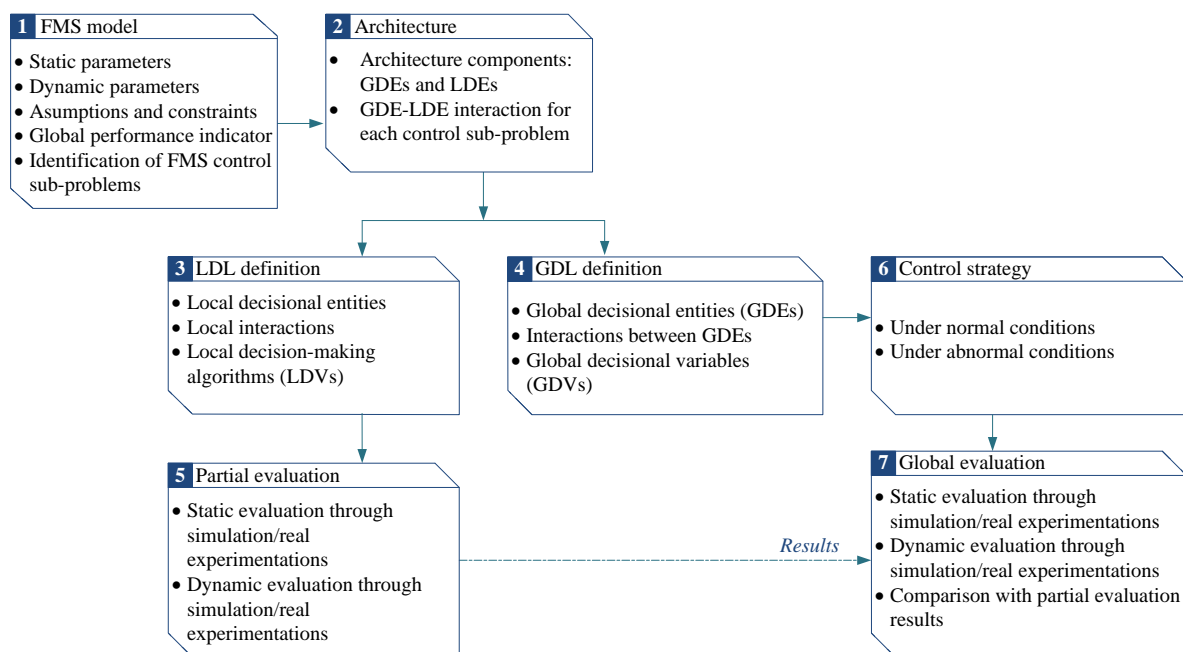 1 FMS model
• Static parameters
• Dynamic parameters
• Asumptions and constraints
• Global performance indicator
• Identification of FMS control
sub-problems
2 Architecture
• Architecture components:
GDEs and LDEs
• GDE-LDE interaction for
each control sub-problem
3 LDL definition
• Local decisional entities
• Local interactions
• Local decision-making
algorithms (LDVs)
4 GDL definition
• Global decisional entities (GDEs)
• Interactions between GDEs
• Global decisional variables
(GDVs)
6 Control strategy
• Under normal conditions
• Under abnormal conditions
5 Partial evaluation
• Static evaluation through
simulation/real
experimentations
• Dynamic evaluation through
simulation/real
experimentations
Results
7 Global evaluation
• Static evaluation through
simulation/real experimentations
• Dynamic evaluation through
simulation/real experimentations
• Comparison with partial evaluation
results